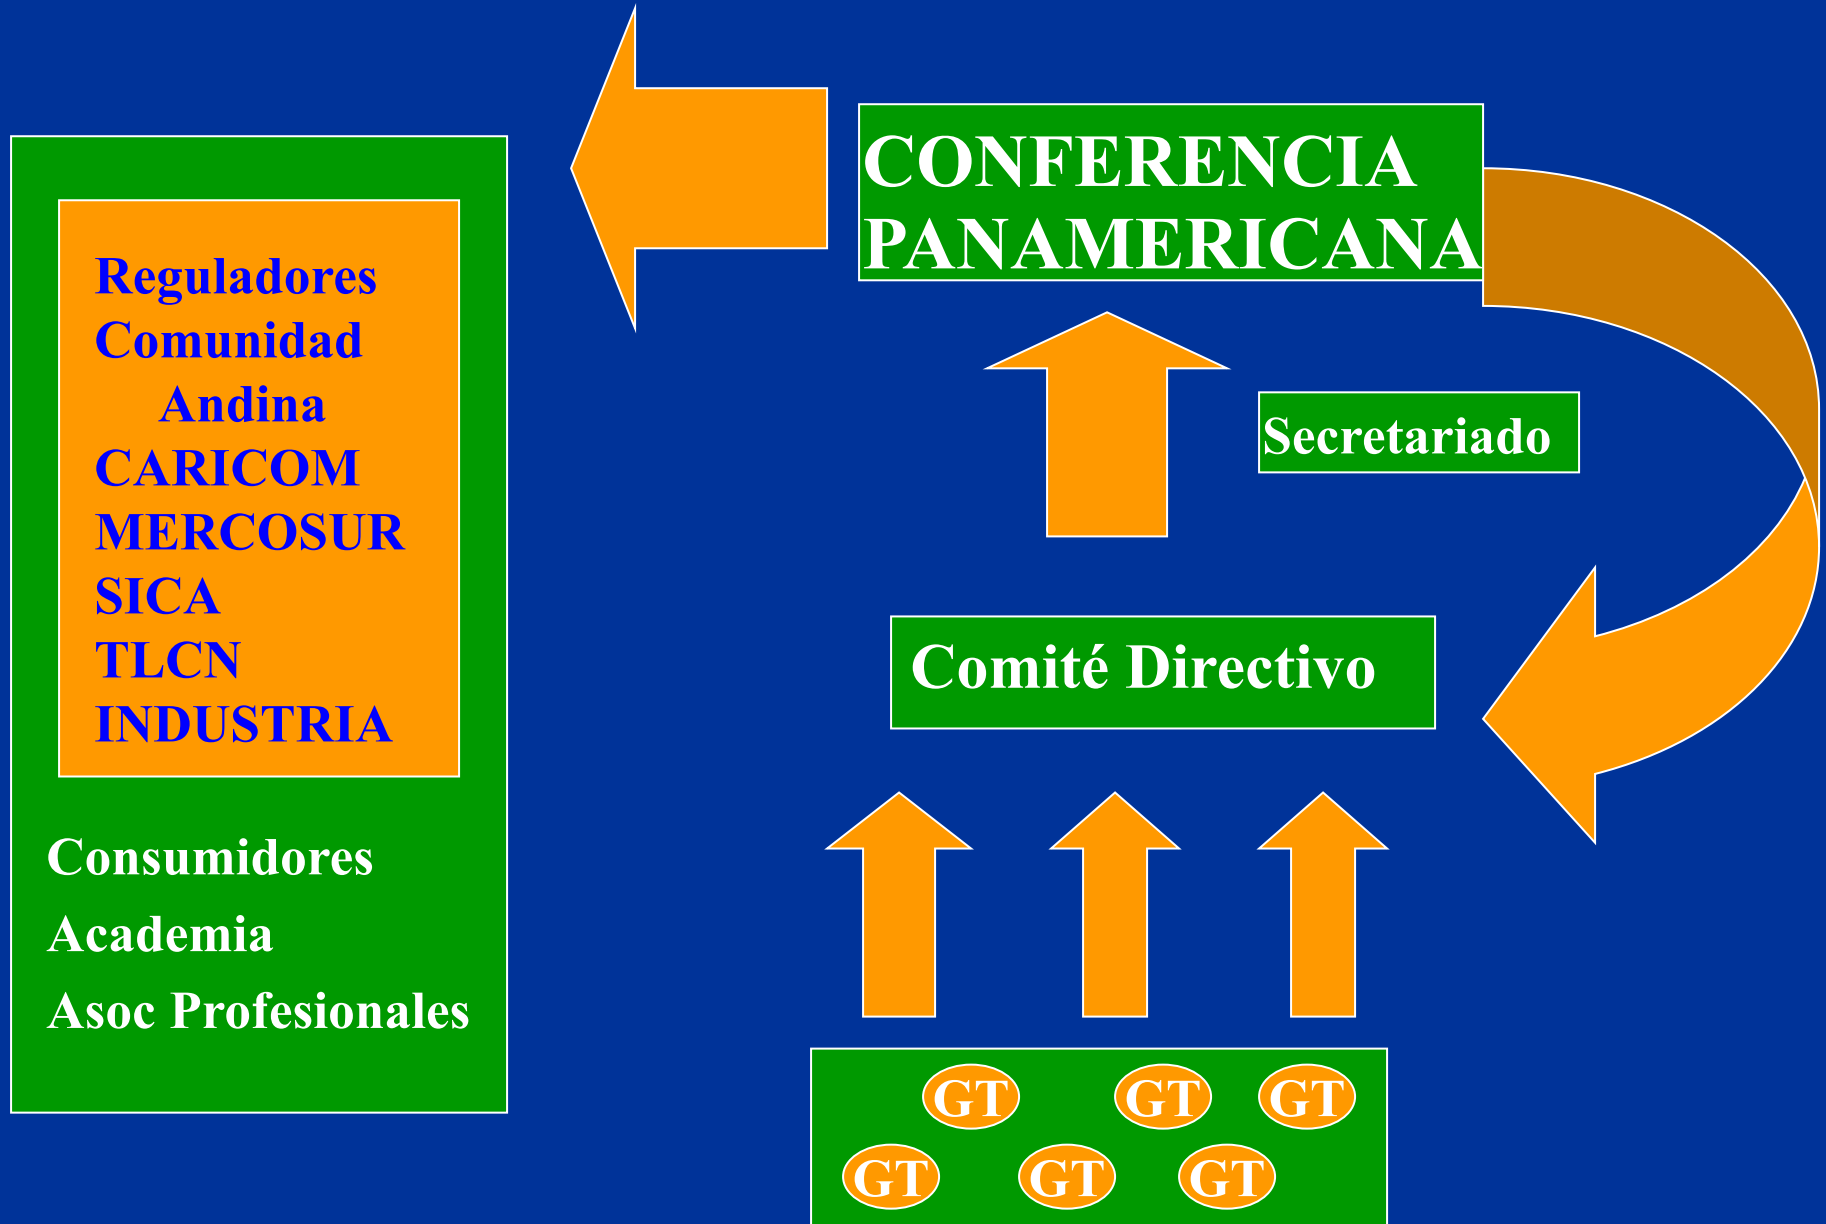 CONFERENCIA
PANAMERICANA
Reguladores
Comunidad
Andina
CARICOM
MERCOSUR
SICA
TLCN
INDUSTRIA
Consumidores
Academia
Asoc Profesionales
Secretariado
Comité Directivo
GT GT GT
GT GT GT